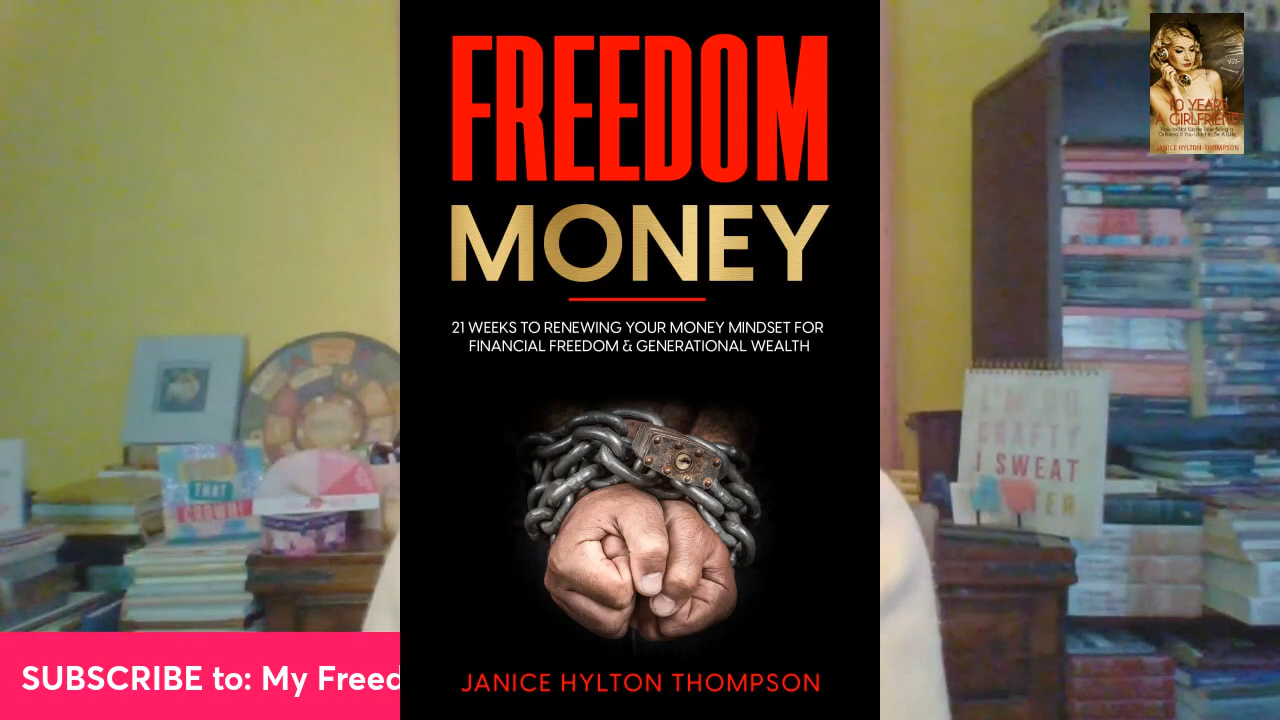 FREEDOM
MONEY
21 WEEKS TO RENEWING YOUR MONEY MINDSET FOR
FINANCIAL FREEDOM & GENERATIONAL WEALTH
JANICE HYLTON THOMPSON
10 YEARS
A GIRLFRIEND
JANICE HYLTON-THOMPSON
THAT
CRAFTY
I SWEAT
SUBSCRIBE to: My Freed